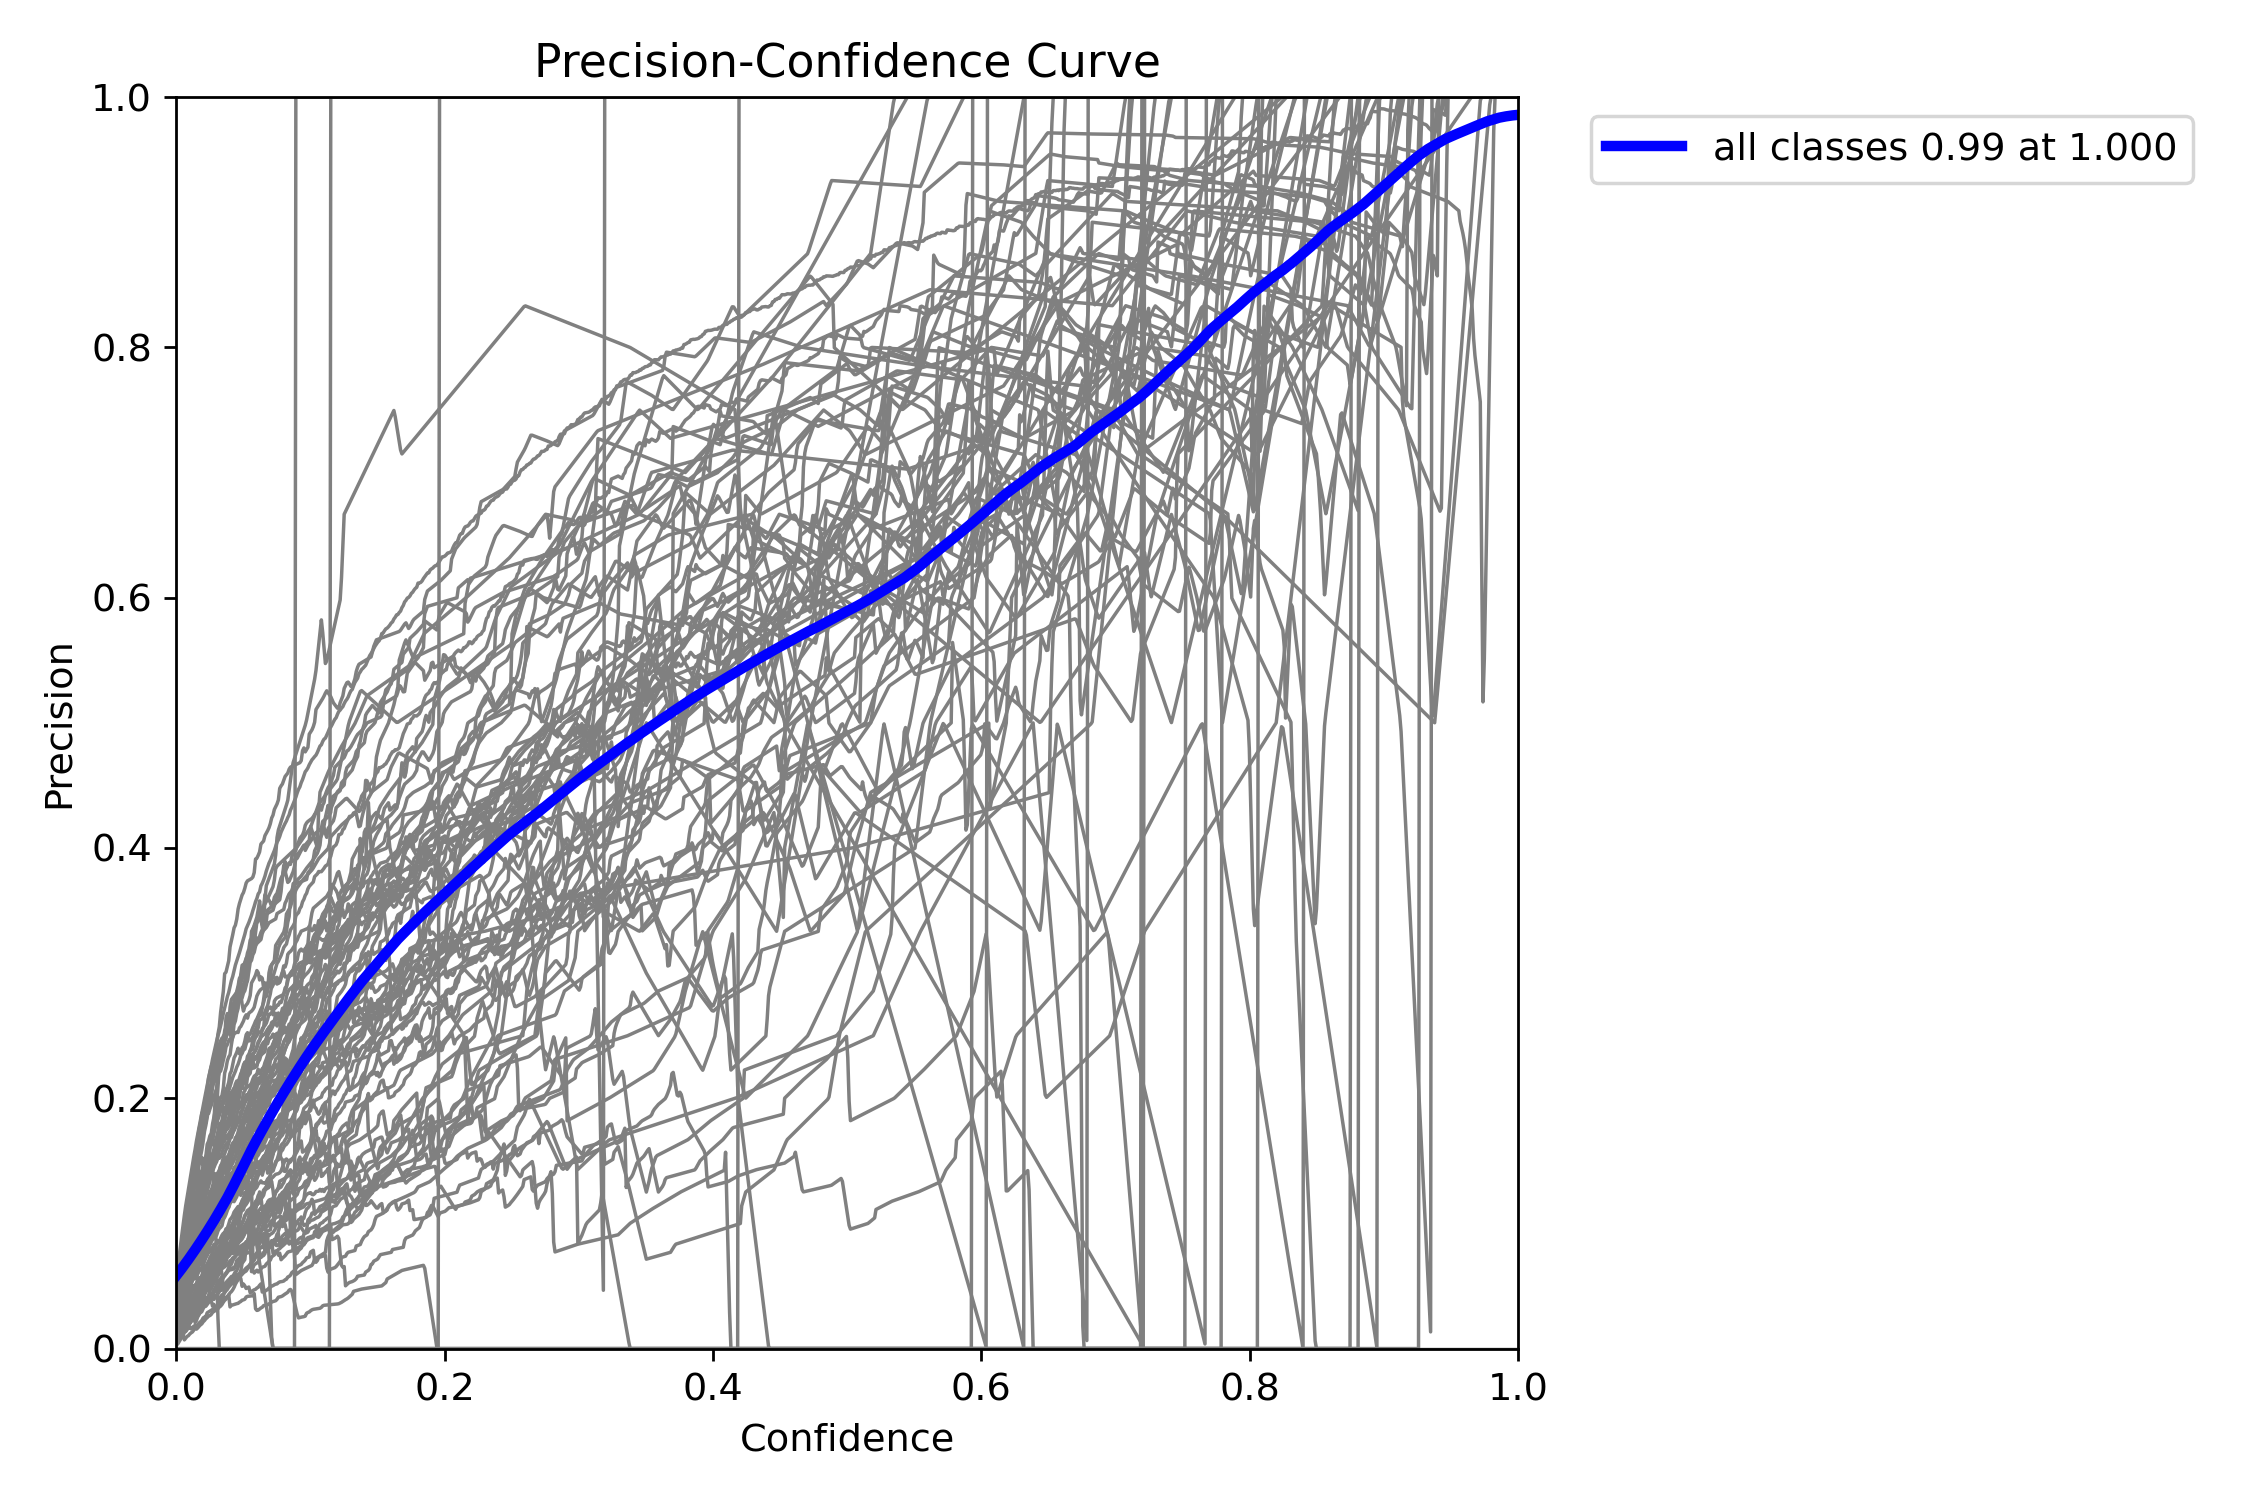 Precision-Confidence Curve
all classes 0.99 at 1.000
1.0
0.8
0.6
0.4
0.2
0.0
Precision
0.0 0.2 0.4 0.6 0.8 1.0
Confidence